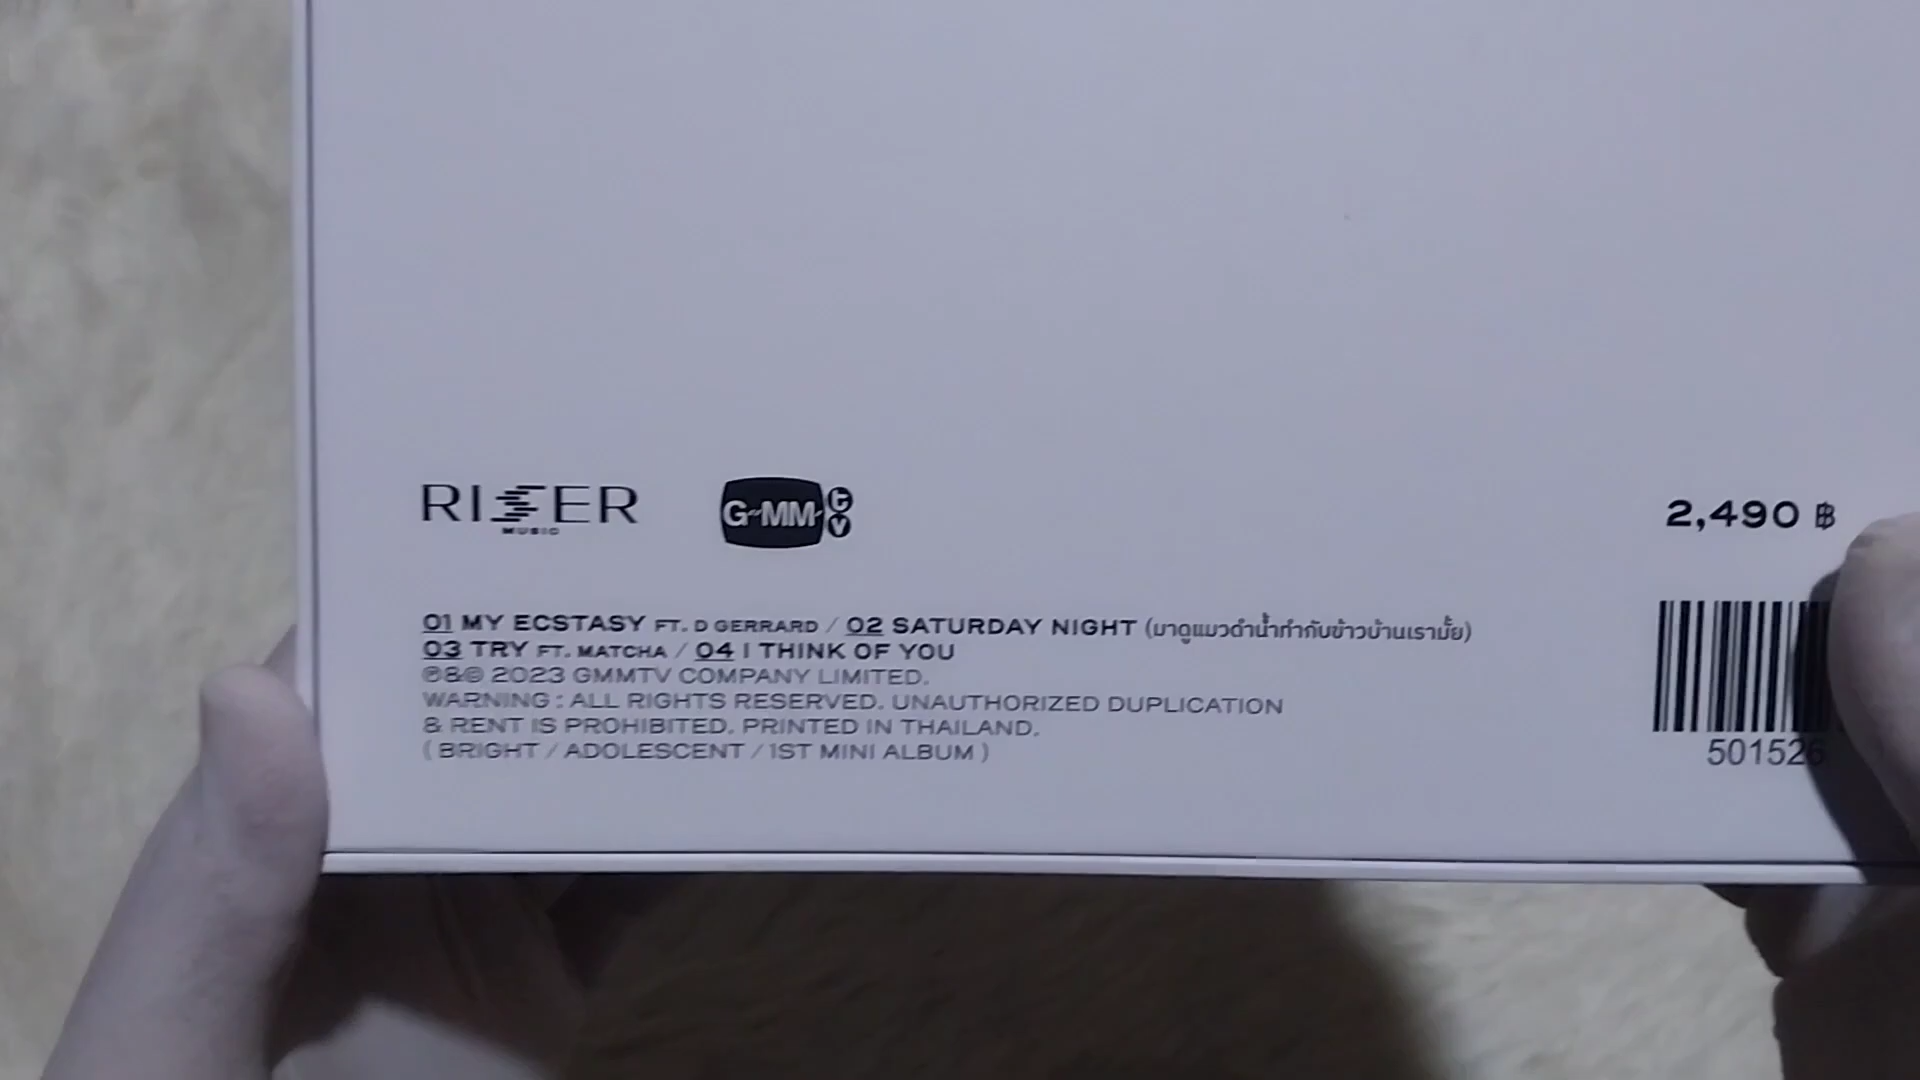 RISER
MUSIC
G-MM-
GV
2,490 ฿
01 MY ECSTASY FT. D GERRARD / 02 SATURDAY NIGHT (มาดูแมวดำน้ำทำกับข้าวบ้านเรามั้ย)
03 TRY FT. MATCHA / 04 I THINK OF YOU
℗&© 2023 GMMTV COMPANY LIMITED.
WARNING : ALL RIGHTS RESERVED. UNAUTHORIZED DUPLICATION
& RENT IS PROHIBITED. PRINTED IN THAILAND.
( BRIGHT / ADOLESCENT / 1ST MINI ALBUM )
501526